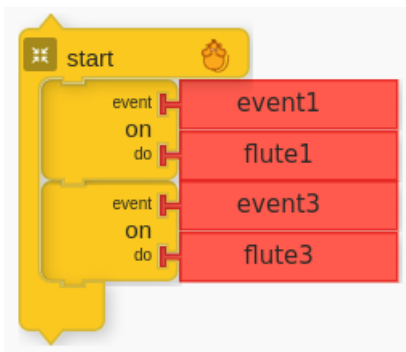 start
event event1
on
do flute1
event event3
on
do flute3